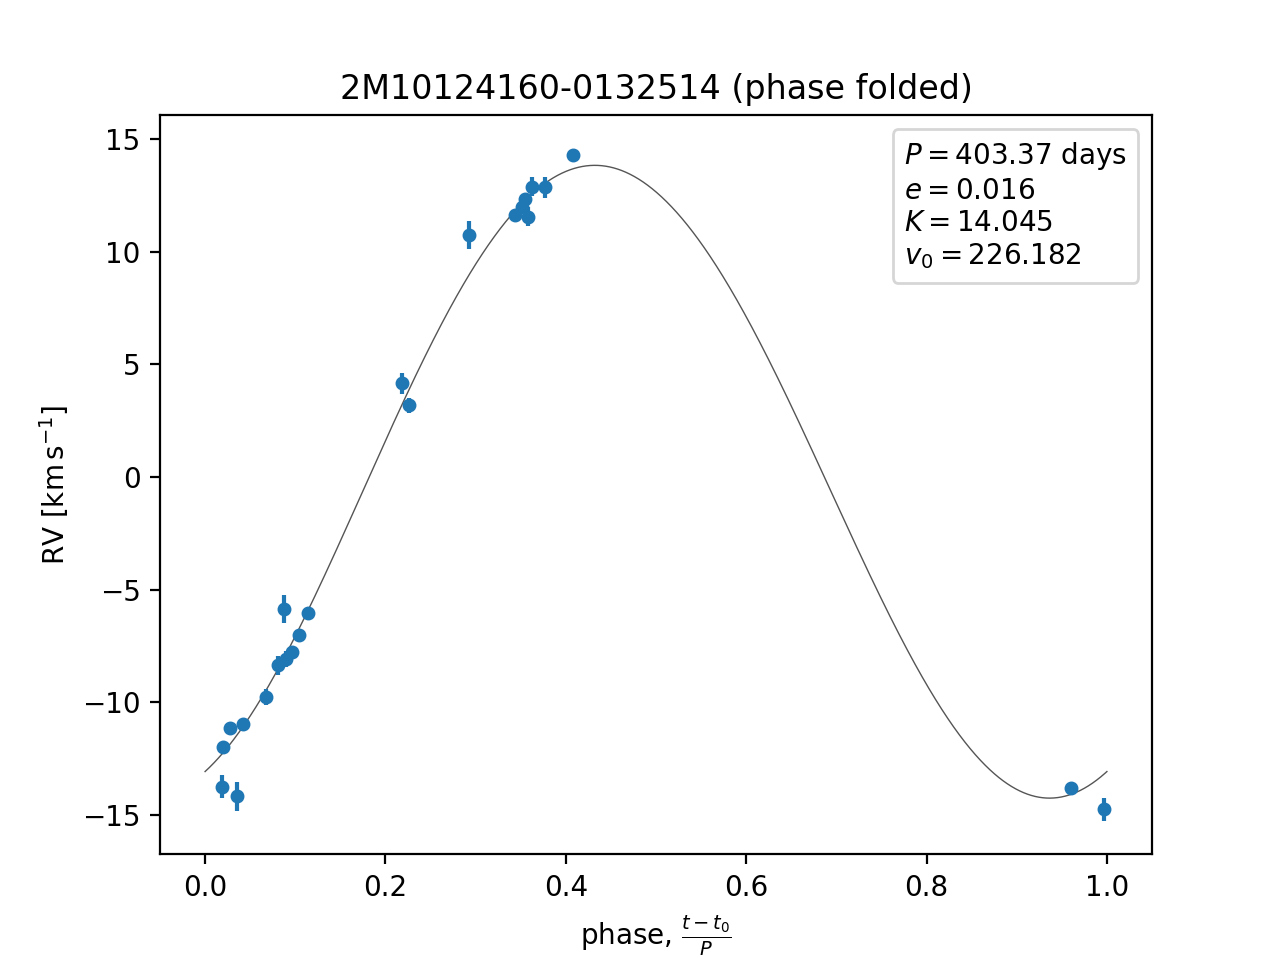 2M10124160-0132514 (phase folded)
P = 403.37 days
e = 0.016
K = 14.045
v₀ = 226.182
15
10
5
0
−5
−10
−15
RV [km s⁻¹]
0.0 0.2 0.4 0.6 0.8 1.0
phase, (t − t₀)/P